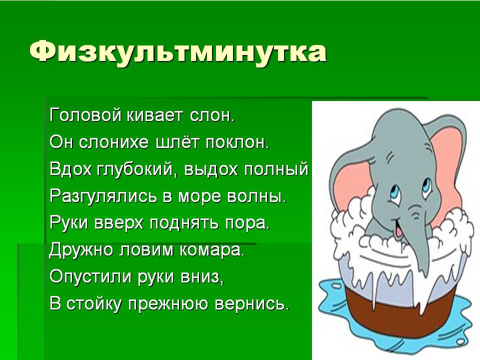 Физкультминутка
Головой кивает слон.
Он слонихе шлёт поклон.
Вдох глубокий, выдох полный
Разгулялись в море волны.
Руки вверх поднять пора.
Дружно ловим комара.
Опустили руки вниз,
В стойку прежнюю вернись.